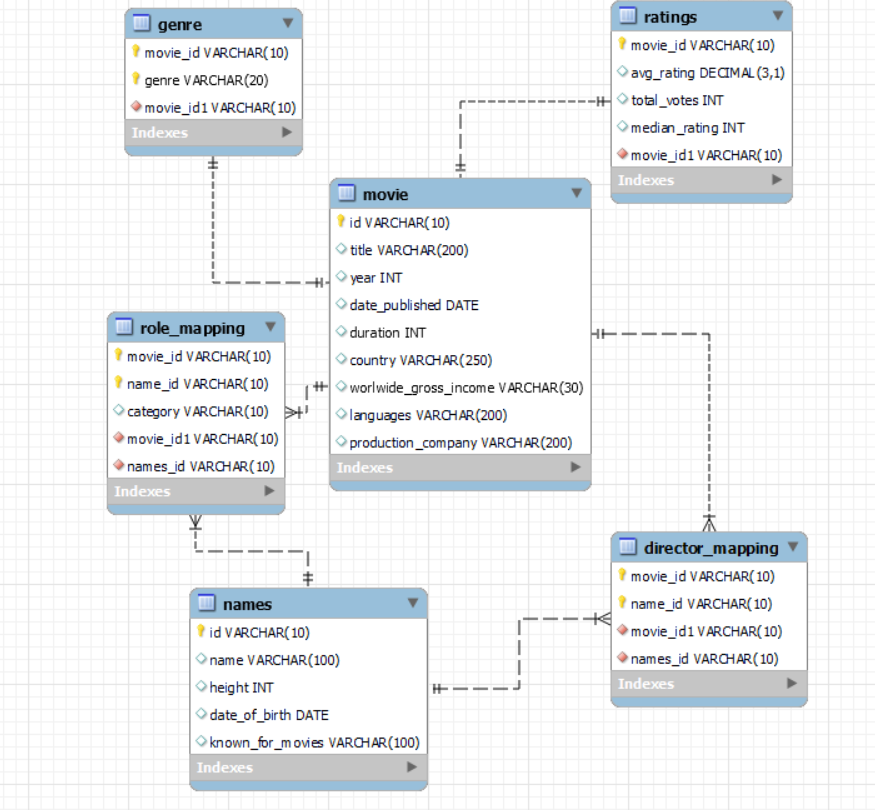 genre
movie_id VARCHAR(10)
genre VARCHAR(20)
movie_id1 VARCHAR(10)
Indexes
ratings
movie_id VARCHAR(10)
avg_rating DECIMAL(3,1)
total_votes INT
median_rating INT
movie_id1 VARCHAR(10)
Indexes
movie
id VARCHAR(10)
title VARCHAR(200)
year INT
date_published DATE
duration INT
country VARCHAR(250)
worlwide_gross_income VARCHAR(30)
languages VARCHAR(200)
production_company VARCHAR(200)
Indexes
role_mapping
movie_id VARCHAR(10)
name_id VARCHAR(10)
category VARCHAR(10)
movie_id1 VARCHAR(10)
names_id VARCHAR(10)
Indexes
director_mapping
movie_id VARCHAR(10)
name_id VARCHAR(10)
movie_id1 VARCHAR(10)
names_id VARCHAR(10)
Indexes
names
id VARCHAR(10)
name VARCHAR(100)
height INT
date_of_birth DATE
known_for_movies VARCHAR(100)
Indexes